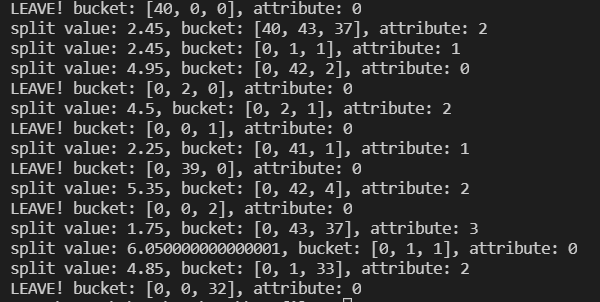 LEAVE! bucket: [40, 0, 0], attribute: 0
split value: 2.45, bucket: [40, 43, 37], attribute: 2
split value: 2.45, bucket: [0, 1, 1], attribute: 1
split value: 4.95, bucket: [0, 42, 2], attribute: 0
LEAVE! bucket: [0, 2, 0], attribute: 0
split value: 4.5, bucket: [0, 2, 1], attribute: 2
LEAVE! bucket: [0, 0, 1], attribute: 0
split value: 2.25, bucket: [0, 41, 1], attribute: 1
LEAVE! bucket: [0, 39, 0], attribute: 0
split value: 5.35, bucket: [0, 42, 4], attribute: 2
LEAVE! bucket: [0, 0, 2], attribute: 0
split value: 1.75, bucket: [0, 43, 37], attribute: 3
split value: 6.050000000000001, bucket: [0, 1, 1], attribute: 0
split value: 4.85, bucket: [0, 1, 33], attribute: 2
LEAVE! bucket: [0, 0, 32], attribute: 0